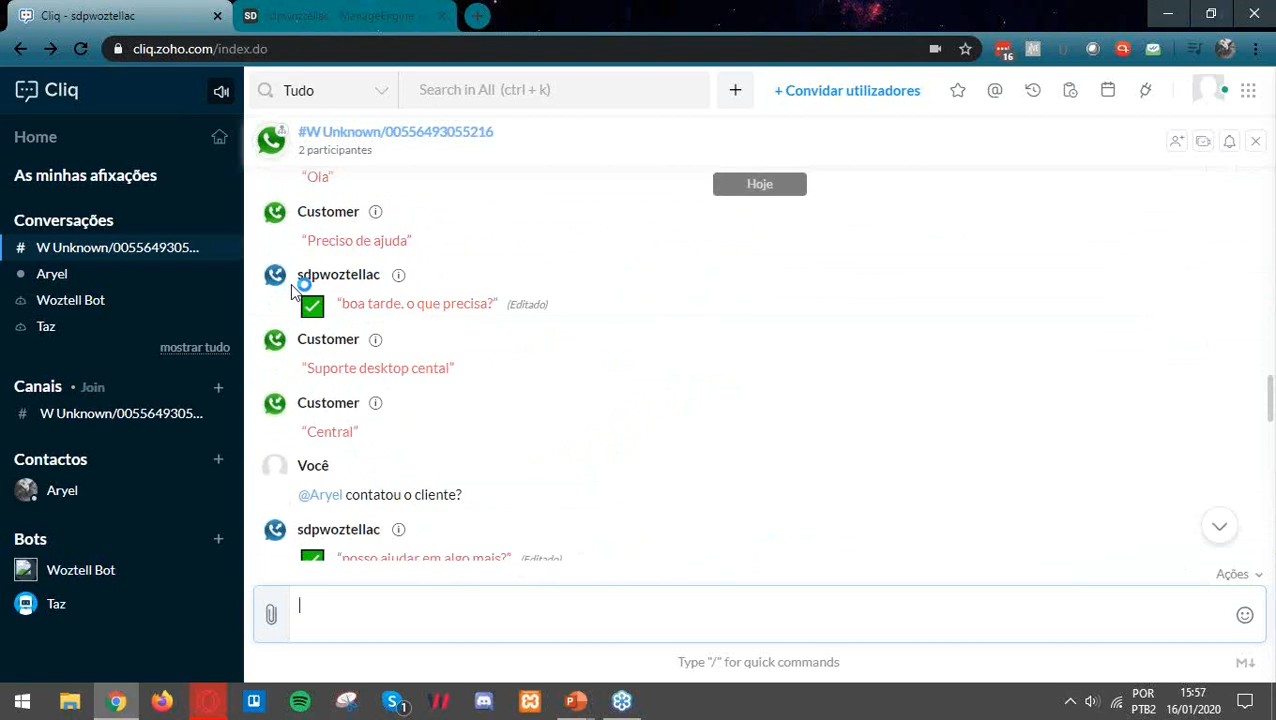 Cliq - sdpwoztellac
SD
cliq.zoho.com/index.do
16
Cliq
Tudo
Search in All (ctrl + k)
+ Convidar utilizadores
Home
As minhas afixações
Conversações
# W Unknown/0055649305...
Aryel
Woztell Bot
Taz
mostrar tudo
Canais • Join
# W Unknown/0055649305...
Contactos
Aryel
Bots
Woztell Bot
Taz
#W Unknown/00556493055216
2 participantes
Hoje
"Ola"
Customer
"Preciso de ajuda"
sdpwoztellac
"boa tarde. o que precisa?" (Editado)
Customer
"Suporte desktop cental"
Customer
"Central"
Você
@Aryel contatou o cliente?
sdpwoztellac
"posso ajudar em algo mais?" (Editado)
Ações
Type "/" for quick commands
M
1
POR
PTB2
15:57
16/01/2020